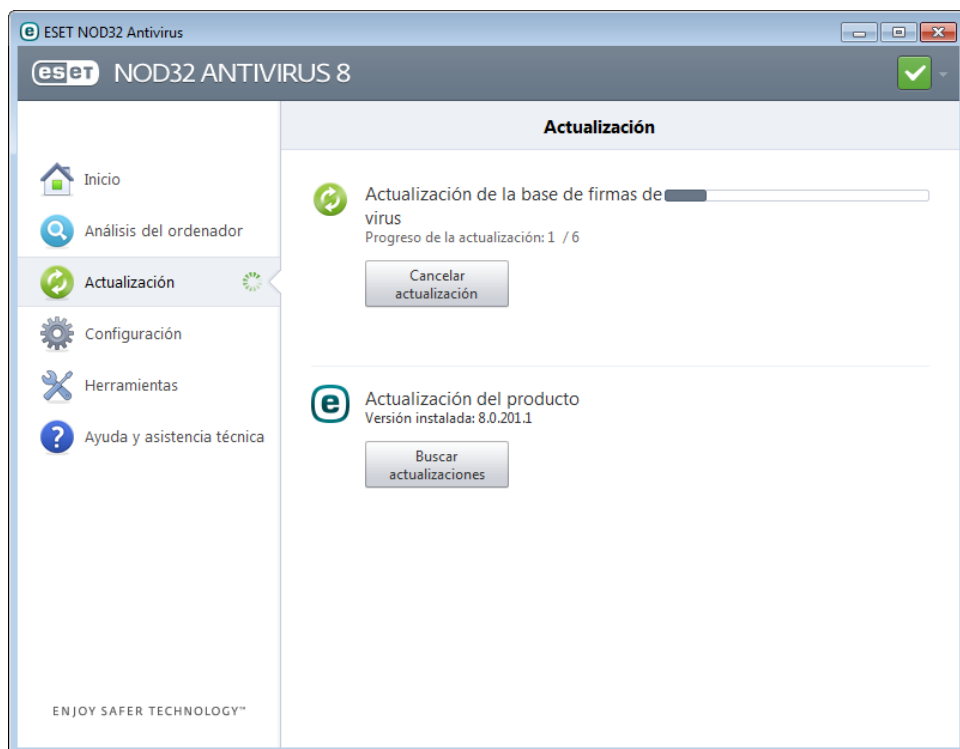 ESET NOD32 Antivirus
eset NOD32 ANTIVIRUS 8
Actualización
Inicio
Análisis del ordenador
Actualización
Configuración
Herramientas
Ayuda y asistencia técnica
Actualización de la base de firmas de
virus
Progreso de la actualización: 1 / 6
Cancelar
actualización
e
Actualización del producto
Versión instalada: 8.0.201.1
Buscar
actualizaciones
ENJOY SAFER TECHNOLOGY™